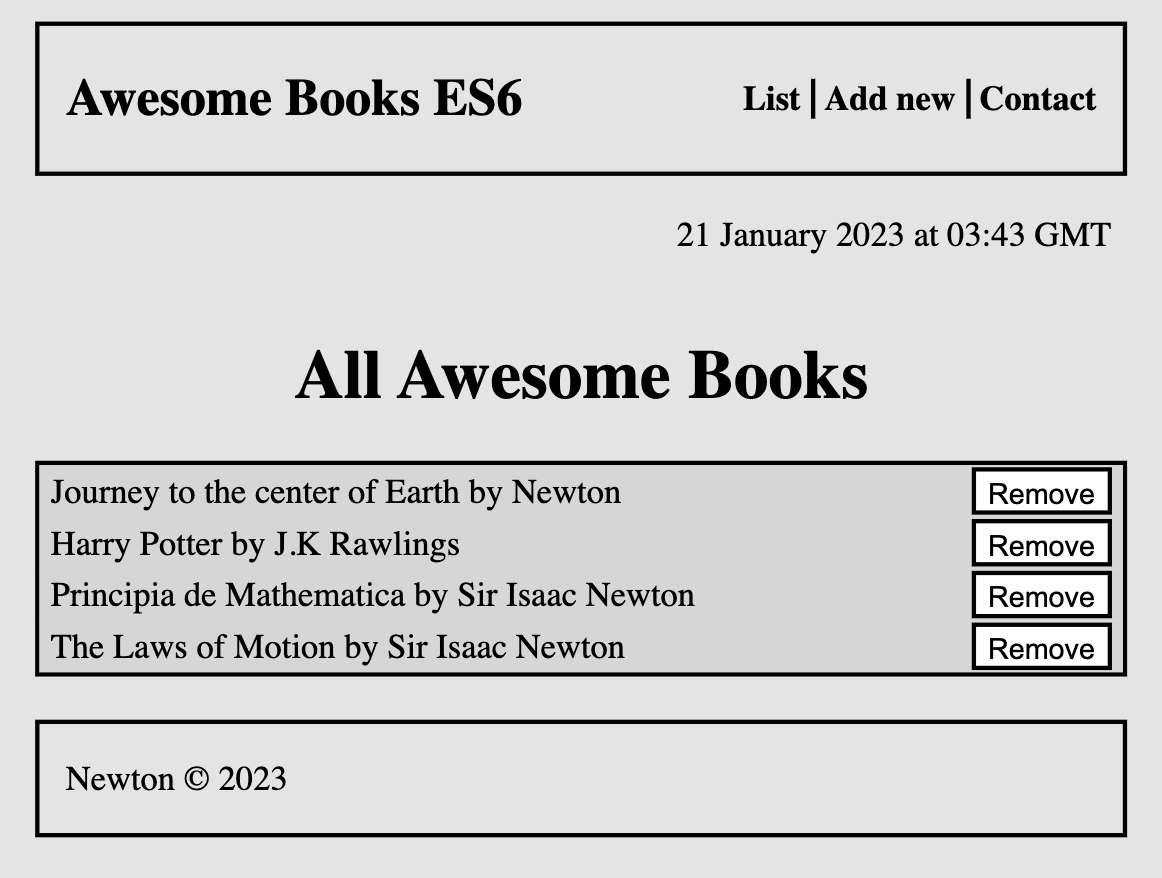 Awesome Books ES6
List | Add new | Contact
21 January 2023 at 03:43 GMT
All Awesome Books
Journey to the center of Earth by Newton Remove
Harry Potter by J.K Rawlings Remove
Principia de Mathematica by Sir Isaac Newton Remove
The Laws of Motion by Sir Isaac Newton Remove
Newton © 2023